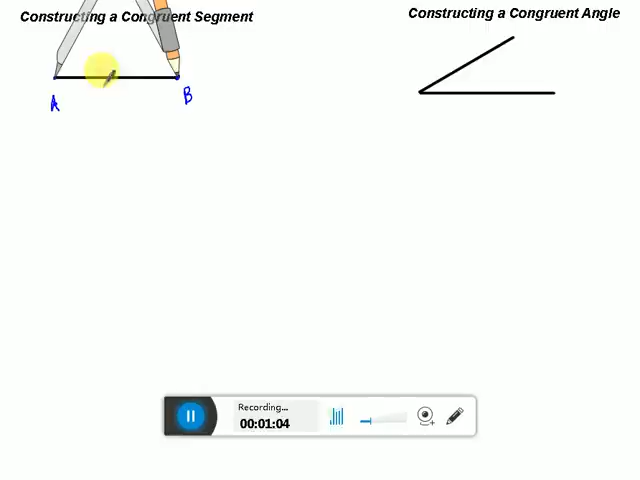 Constructing a Congruent Segment
Constructing a Congruent Angle
A
B
Recording...
00:01:04